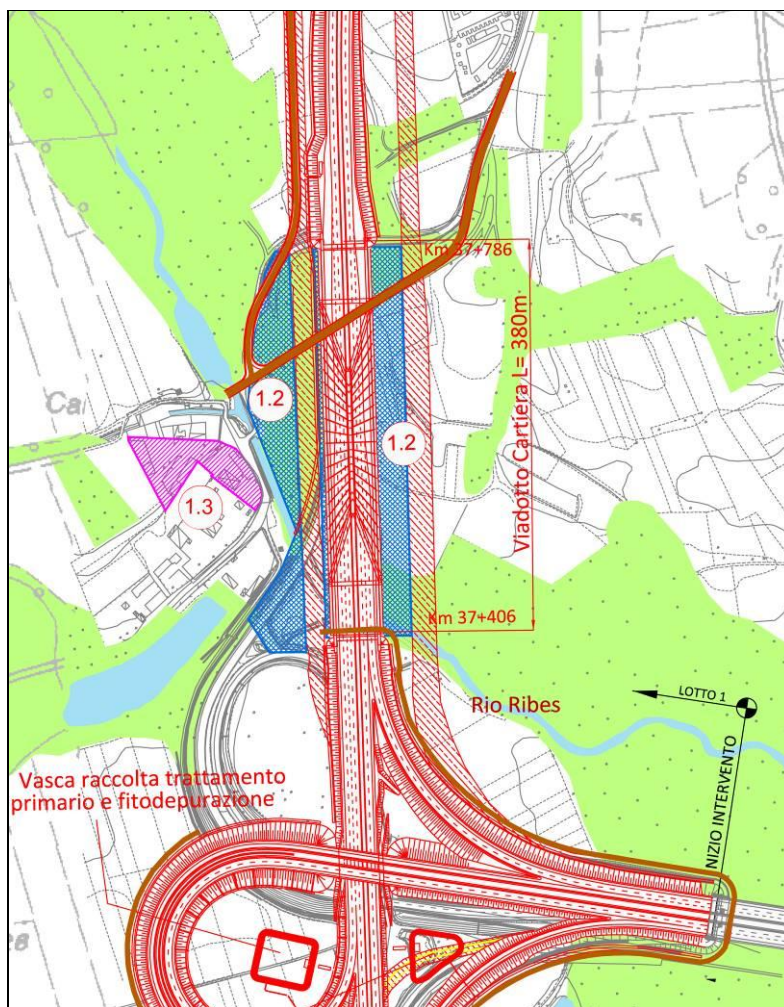 Km 37+786
Ca
1.2
1.2
Viadotto Cartiera L= 380m
1.3
Km 37+406
Rio Ribes
LOTTO 1
NIZIO INTERVENTO
Vasca raccolta trattamento
primario e fitodepurazione